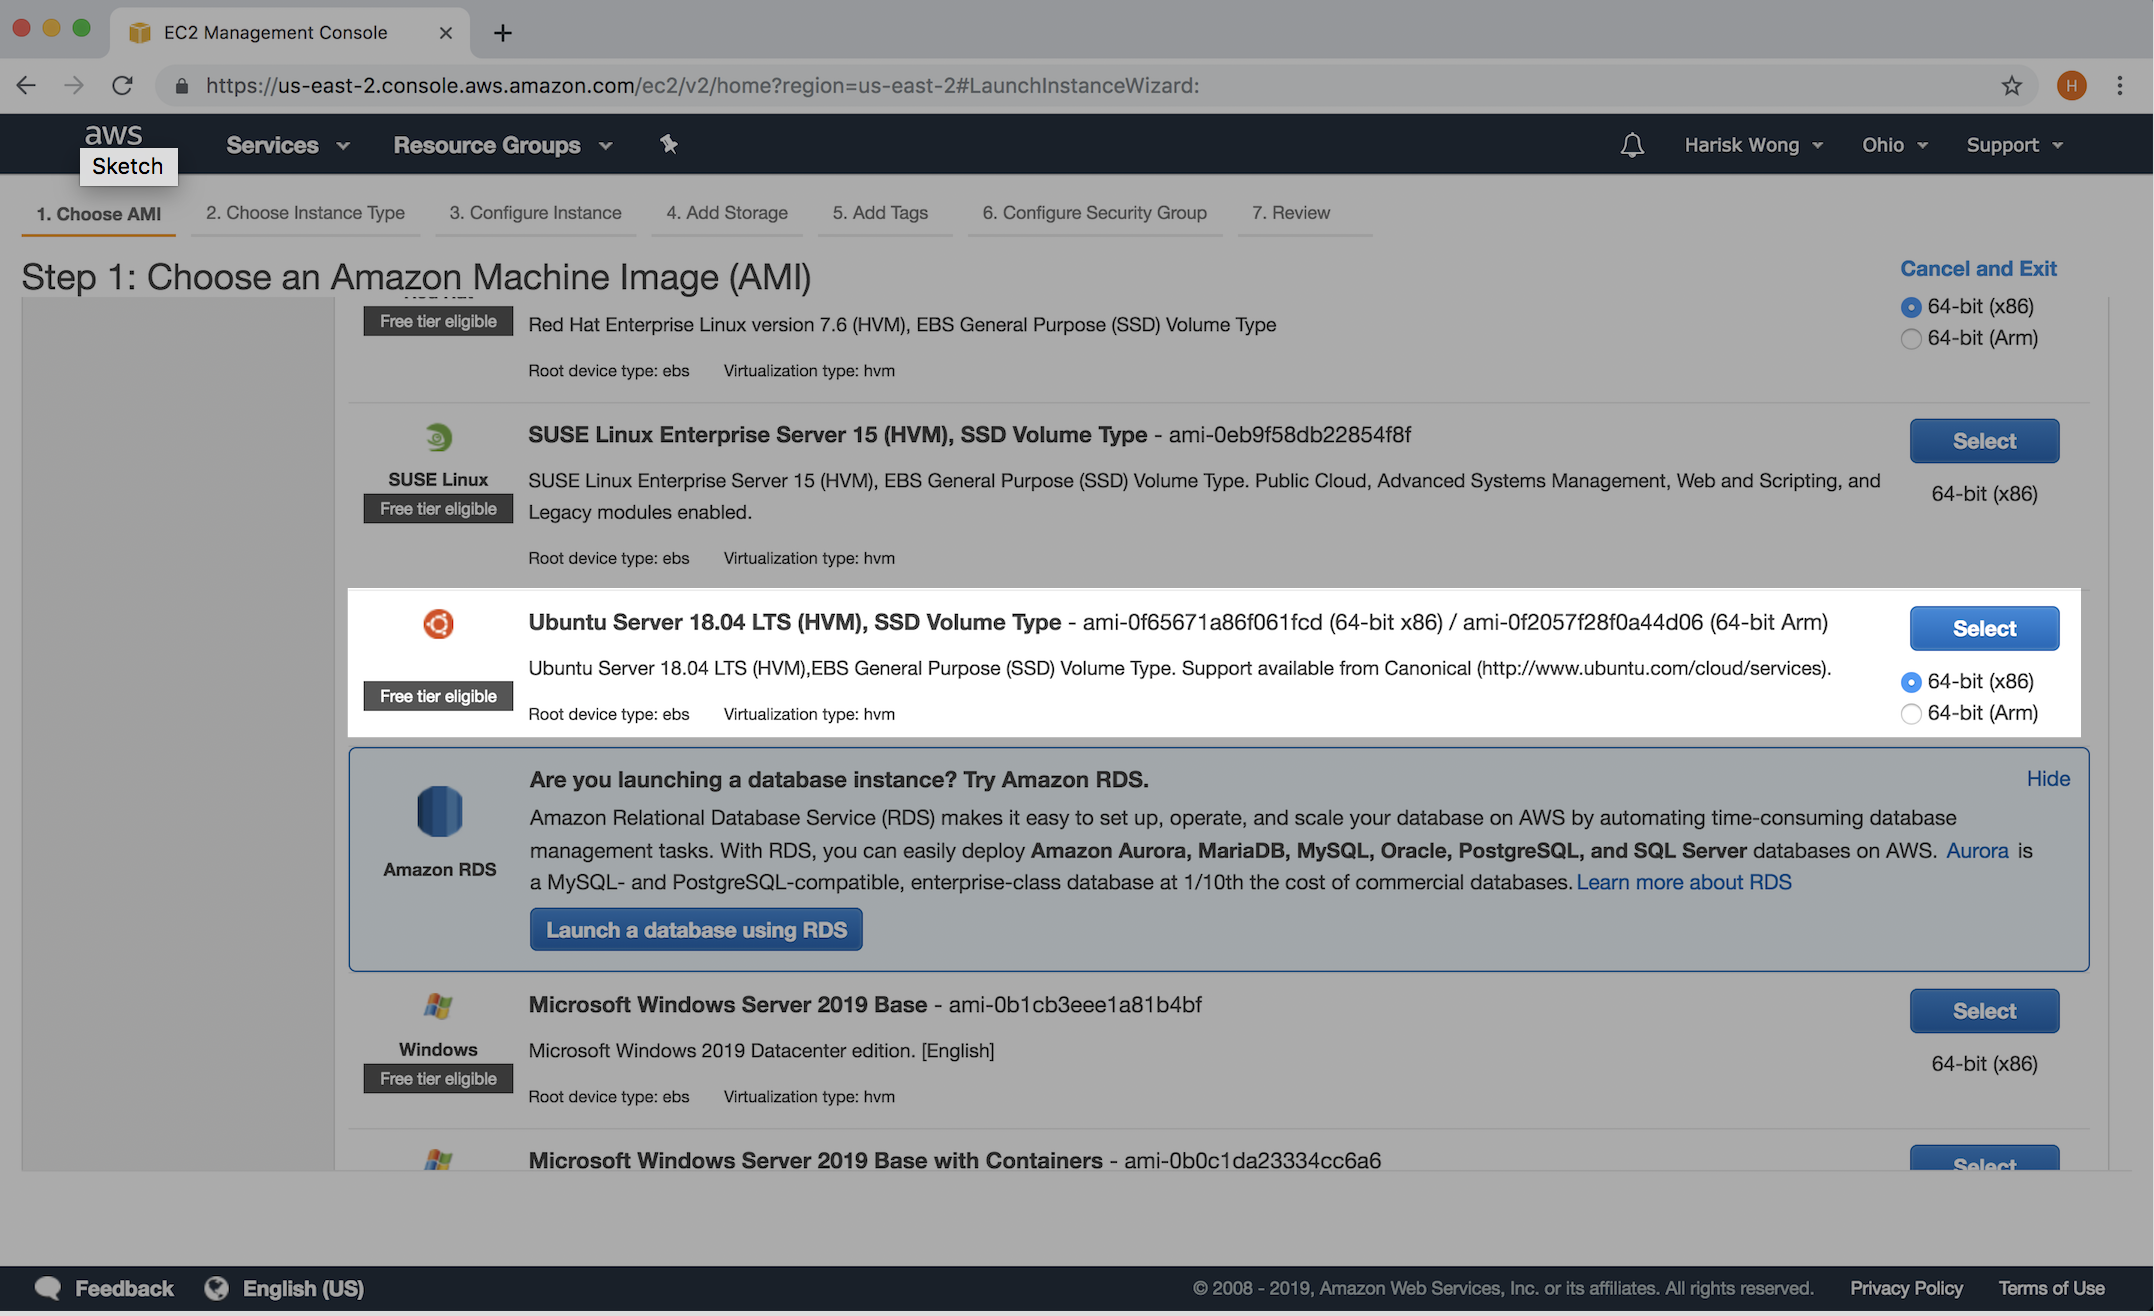 EC2 Management Console
https://us-east-2.console.aws.amazon.com/ec2/v2/home?region=us-east-2#LaunchInstanceWizard:
H
aws Services Resource Groups Harisk Wong Ohio Support
Sketch
1. Choose AMI 2. Choose Instance Type 3. Configure Instance 4. Add Storage 5. Add Tags 6. Configure Security Group 7. Review
Step 1: Choose an Amazon Machine Image (AMI)
Cancel and Exit
Free tier eligible
Red Hat Enterprise Linux version 7.6 (HVM), EBS General Purpose (SSD) Volume Type
Root device type: ebs Virtualization type: hvm
64-bit (x86)
64-bit (Arm)
SUSE Linux
Free tier eligible
SUSE Linux Enterprise Server 15 (HVM), SSD Volume Type - ami-0eb9f58db22854f8f
SUSE Linux Enterprise Server 15 (HVM), EBS General Purpose (SSD) Volume Type. Public Cloud, Advanced Systems Management, Web and Scripting, and
Legacy modules enabled.
Root device type: ebs Virtualization type: hvm
Select
64-bit (x86)
Free tier eligible
Ubuntu Server 18.04 LTS (HVM), SSD Volume Type - ami-0f65671a86f061fcd (64-bit x86) / ami-0f2057f28f0a44d06 (64-bit Arm)
Ubuntu Server 18.04 LTS (HVM),EBS General Purpose (SSD) Volume Type. Support available from Canonical (http://www.ubuntu.com/cloud/services).
Root device type: ebs Virtualization type: hvm
Select
64-bit (x86)
64-bit (Arm)
Amazon RDS
Are you launching a database instance? Try Amazon RDS.
Hide
Amazon Relational Database Service (RDS) makes it easy to set up, operate, and scale your database on AWS by automating time-consuming database
management tasks. With RDS, you can easily deploy Amazon Aurora, MariaDB, MySQL, Oracle, PostgreSQL, and SQL Server databases on AWS. Aurora is
a MySQL- and PostgreSQL-compatible, enterprise-class database at 1/10th the cost of commercial databases. Learn more about RDS
Launch a database using RDS
Windows
Free tier eligible
Microsoft Windows Server 2019 Base - ami-0b1cb3eee1a81b4bf
Microsoft Windows 2019 Datacenter edition. [English]
Root device type: ebs Virtualization type: hvm
Select
64-bit (x86)
Microsoft Windows Server 2019 Base with Containers - ami-0b0c1da23334cc6a6
Select
Feedback English (US) © 2008 - 2019, Amazon Web Services, Inc. or its affiliates. All rights reserved. Privacy Policy Terms of Use